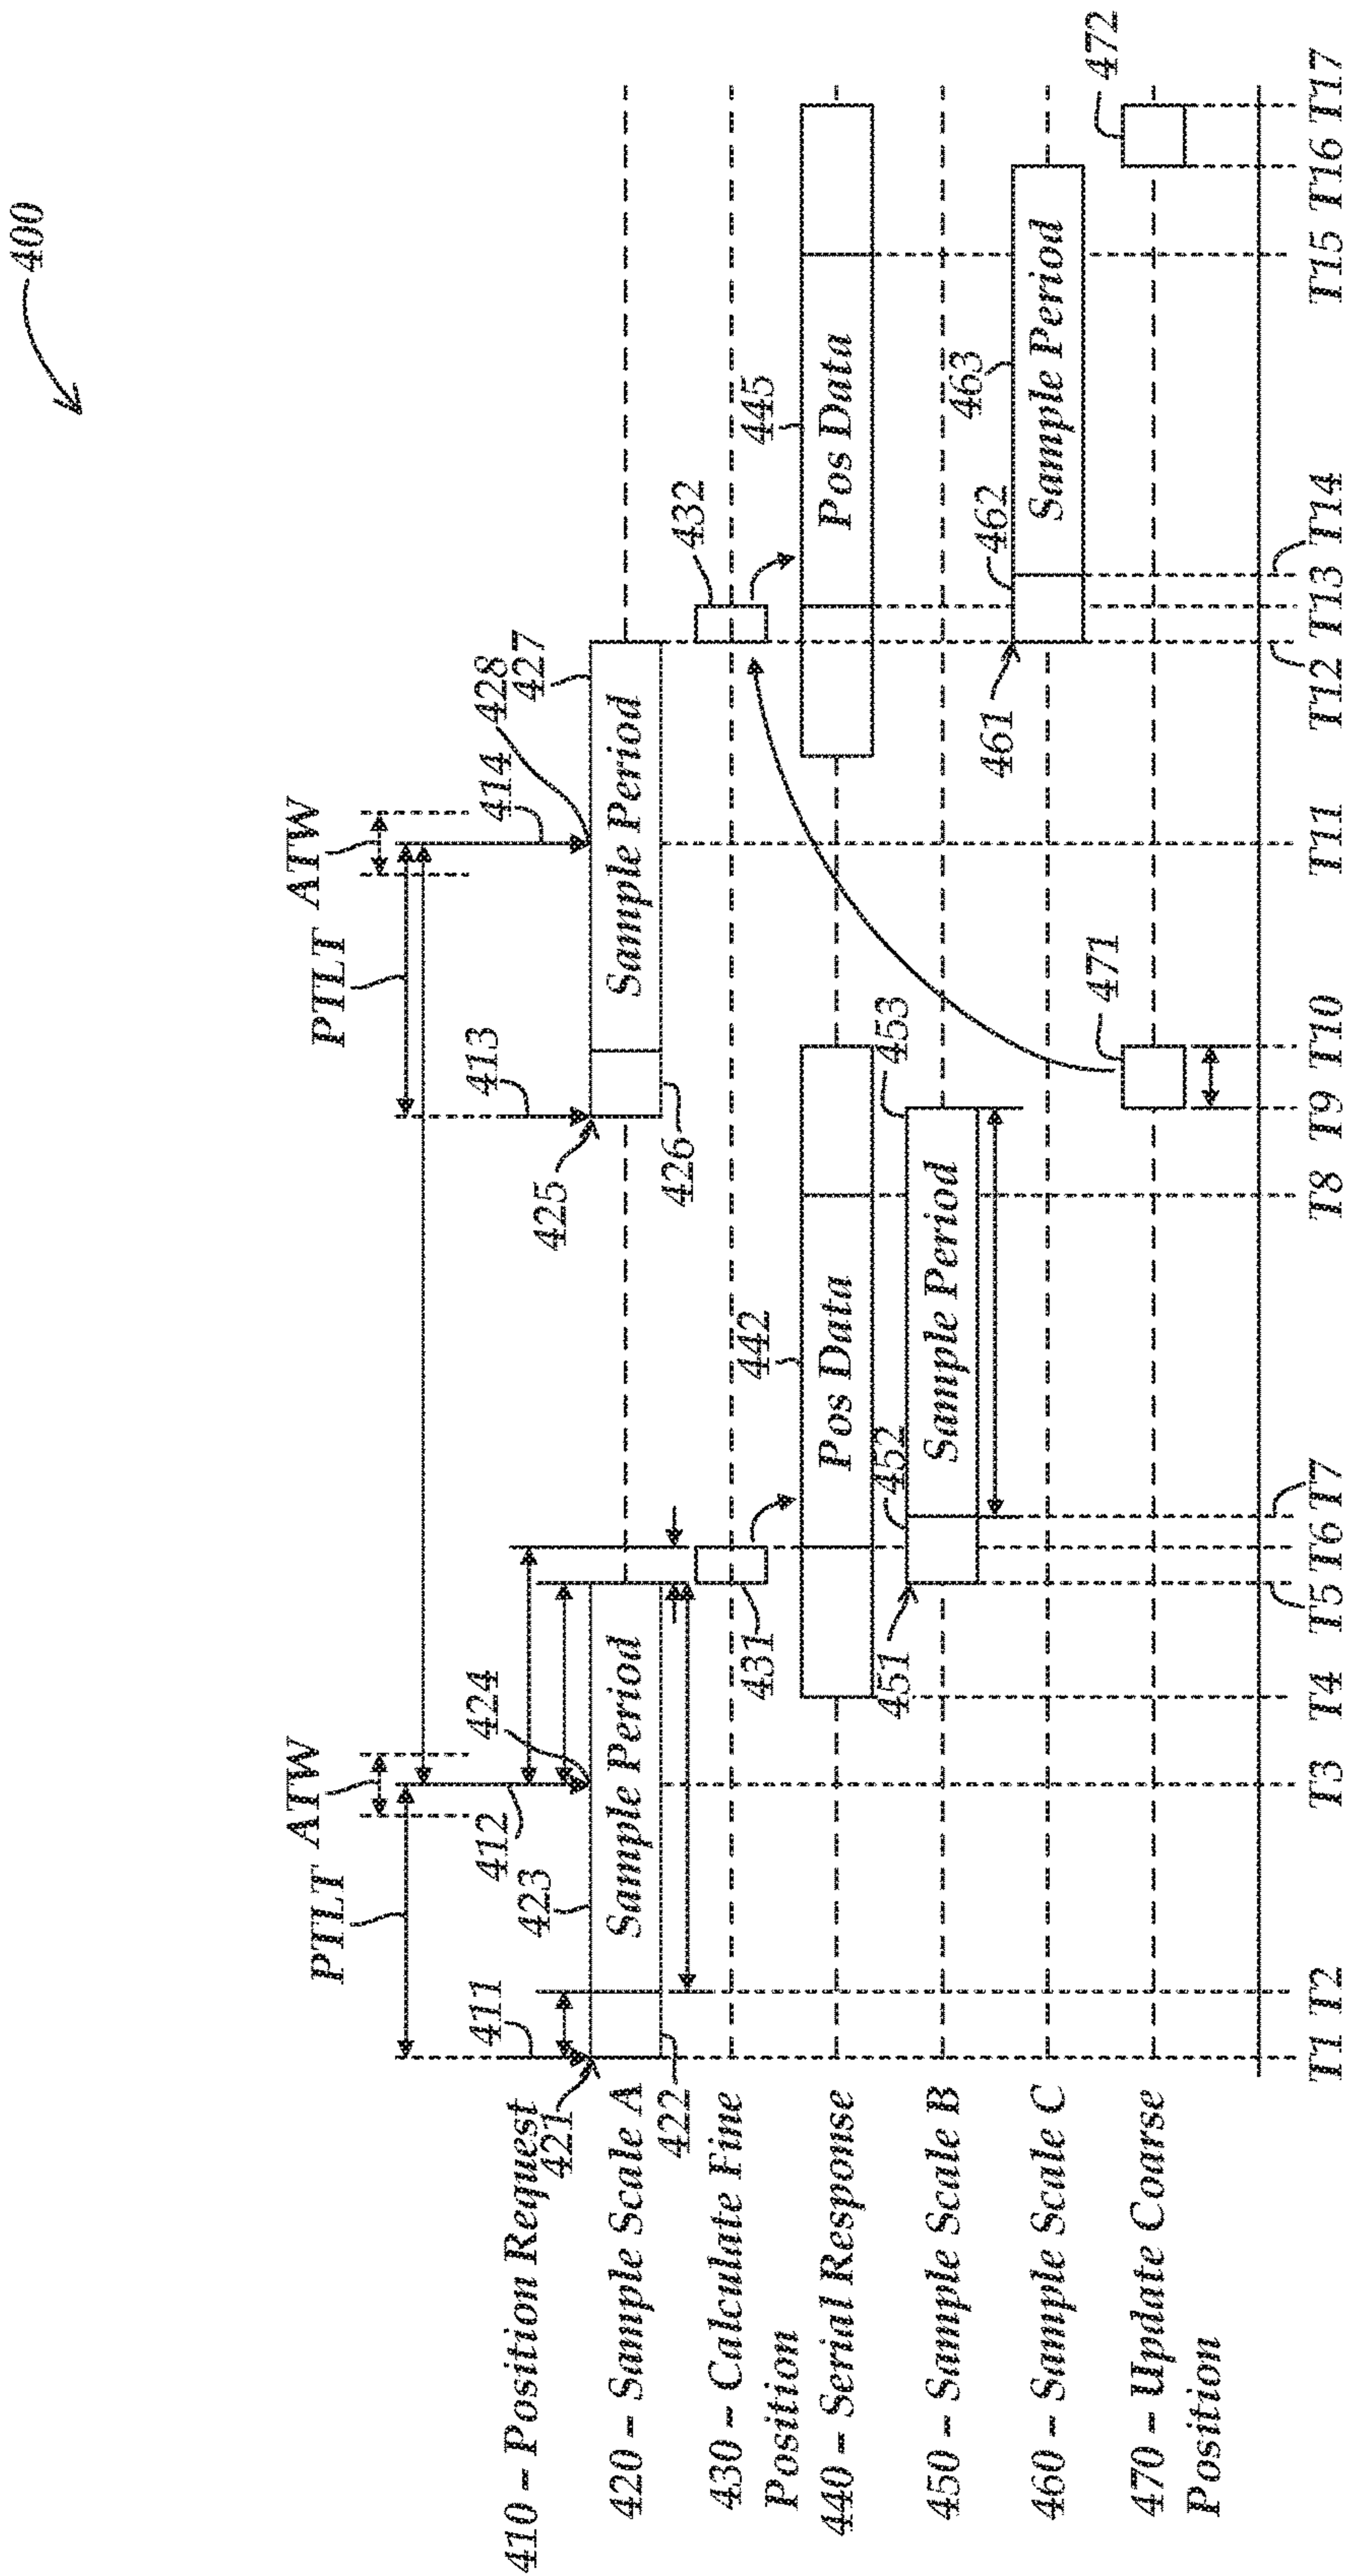 400
PTLT
ATW
PTLT
ATW
411
412
424
413
414
428
410 – Position Request
421
423
425
427
420 – Sample Scale A
Sample Period
Sample Period
422
426
432
430 – Calculate Fine
Position
431
442
445
440 – Serial Response
Pos Data
Pos Data
451
452
453
461
462
463
450 – Sample Scale B
Sample Period
460 – Sample Scale C
Sample Period
471
472
470 – Update Coarse
Position
T1 T2 T3 T4 T5 T6 T7 T8 T9 T10 T11 T12 T13 T14 T15 T16 T17